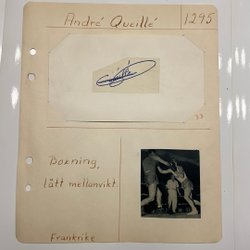 André Queillé
1295
Boxning,
lätt mellanvikt.
Frankrike